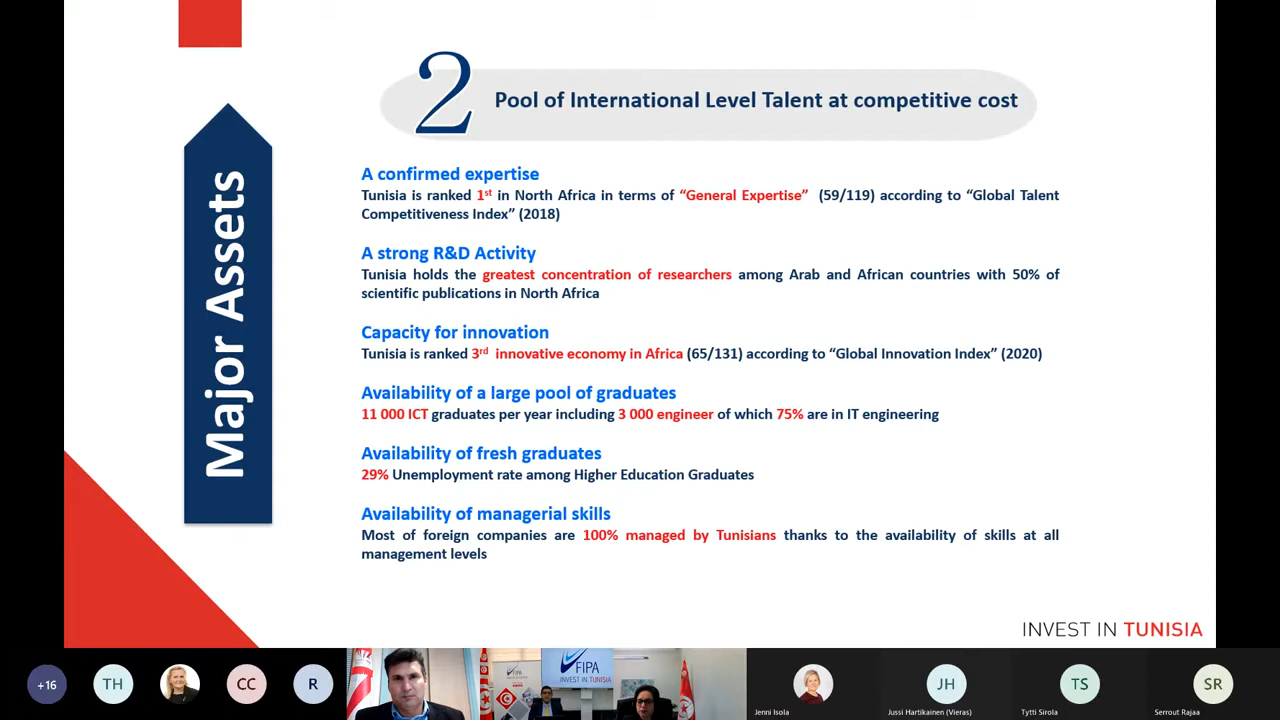 2
Pool of International Level Talent at competitive cost
Major Assets
A confirmed expertise
Tunisia is ranked 1st in North Africa in terms of “General Expertise” (59/119) according to “Global Talent
Competitiveness Index” (2018)
A strong R&D Activity
Tunisia holds the greatest concentration of researchers among Arab and African countries with 50% of
scientific publications in North Africa
Capacity for innovation
Tunisia is ranked 3rd innovative economy in Africa (65/131) according to “Global Innovation Index” (2020)
Availability of a large pool of graduates
11 000 ICT graduates per year including 3 000 engineer of which 75% are in IT engineering
Availability of fresh graduates
29% Unemployment rate among Higher Education Graduates
Availability of managerial skills
Most of foreign companies are 100% managed by Tunisians thanks to the availability of skills at all
management levels
INVEST IN TUNISIA
+16
TH
CC
R
FIPA
INVEST IN TUNISIA
JH
TS
SR
Jenni Isola
Jussi Hartikainen (Vieras)
Tytti Sirola
Serrout Rajaa